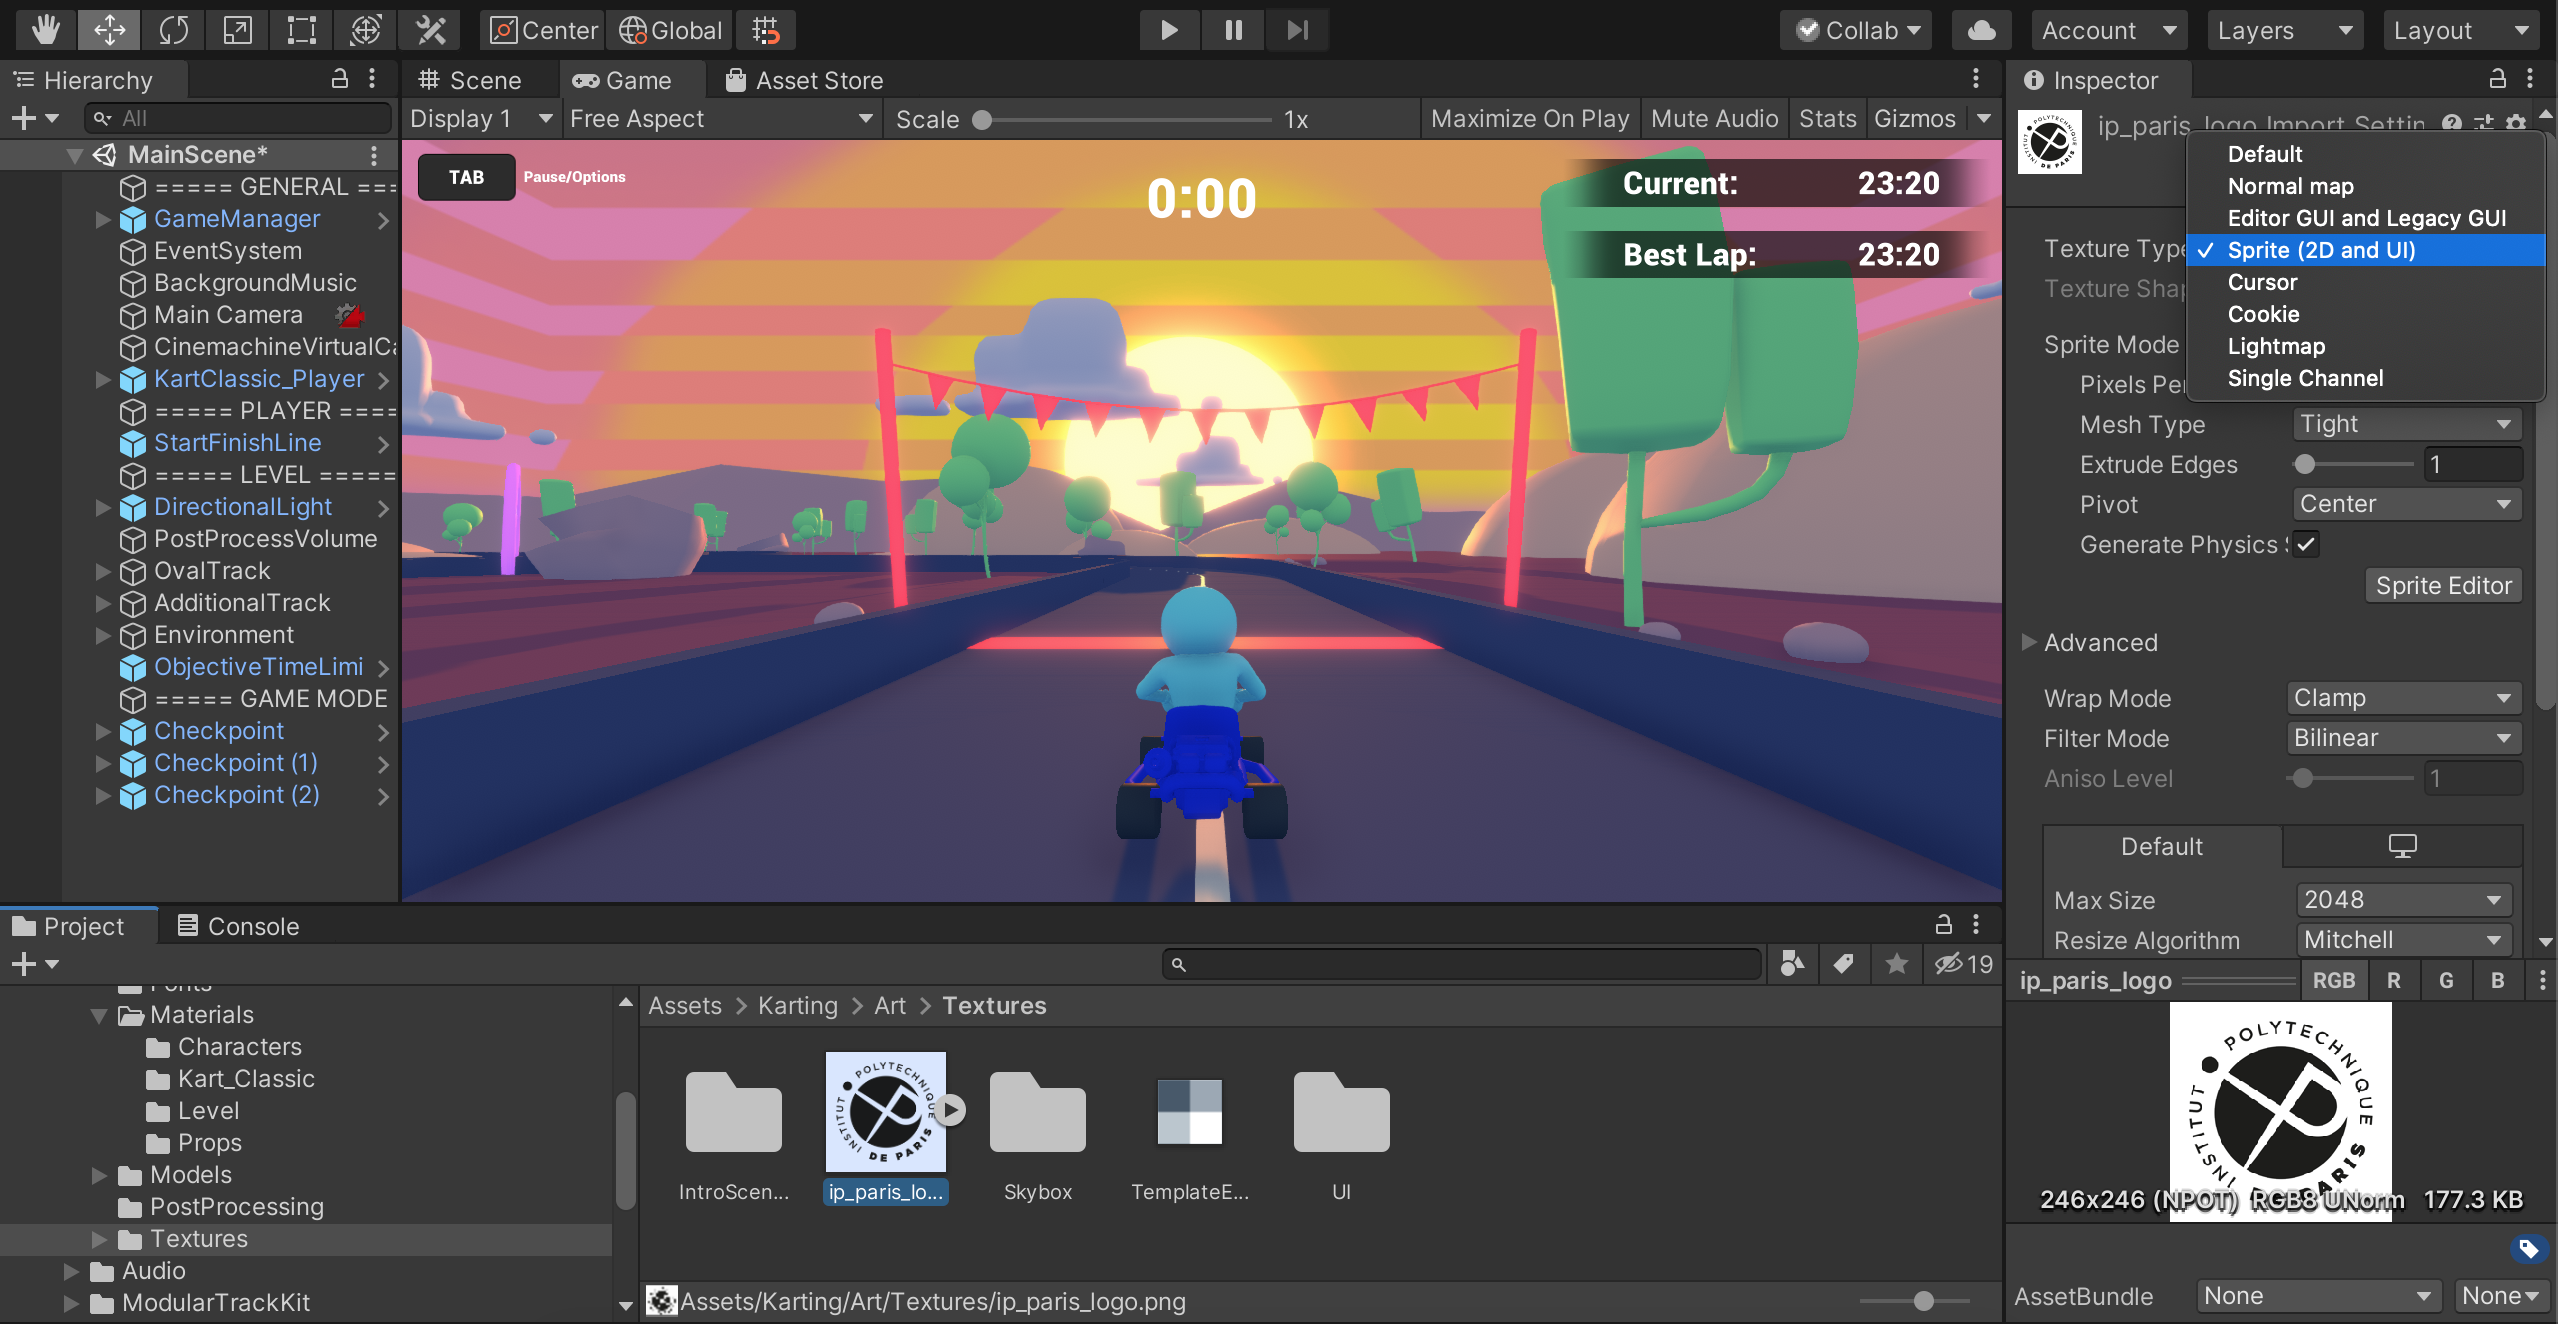 Center
Global
Collab
Account
Layers
Layout
Hierarchy
All
MainScene*
===== GENERAL ===
GameManager
EventSystem
BackgroundMusic
Main Camera
CinemachineVirtualCa
KartClassic_Player
===== PLAYER ====
StartFinishLine
===== LEVEL =====
DirectionalLight
PostProcessVolume
OvalTrack
AdditionalTrack
Environment
ObjectiveTimeLimi
===== GAME MODE
Checkpoint
Checkpoint (1)
Checkpoint (2)
Scene
Game
Asset Store
Display 1
Free Aspect
Scale
1x
Maximize On Play
Mute Audio
Stats
Gizmos
TAB
Pause/Options
0:00
Current: 23:20
Best Lap: 23:20
Inspector
ip_paris_logo Import Settin
Default
Normal map
Editor GUI and Legacy GUI
✓ Sprite (2D and UI)
Cursor
Cookie
Lightmap
Single Channel
Texture Type
Texture Shap
Sprite Mode
Pixels Per
Mesh Type Tight
Extrude Edges 1
Pivot Center
Generate Physics S
Sprite Editor
Advanced
Wrap Mode Clamp
Filter Mode Bilinear
Aniso Level 1
Default
Max Size 2048
Resize Algorithm Mitchell
ip_paris_logo RGB R G B
INSTITUT POLYTECHNIQUE DE PARIS
246x246 (NPOT) RGB8 UNorm 177.3 KB
AssetBundle None None
Project
Console
19
Fonts
Materials
Characters
Kart_Classic
Level
Props
Models
PostProcessing
Textures
Audio
ModularTrackKit
Assets > Karting > Art > Textures
INSTITUT POLYTECHNIQUE DE PARIS
IntroScen...
ip_paris_lo...
Skybox
TemplateE...
UI
Assets/Karting/Art/Textures/ip_paris_logo.png